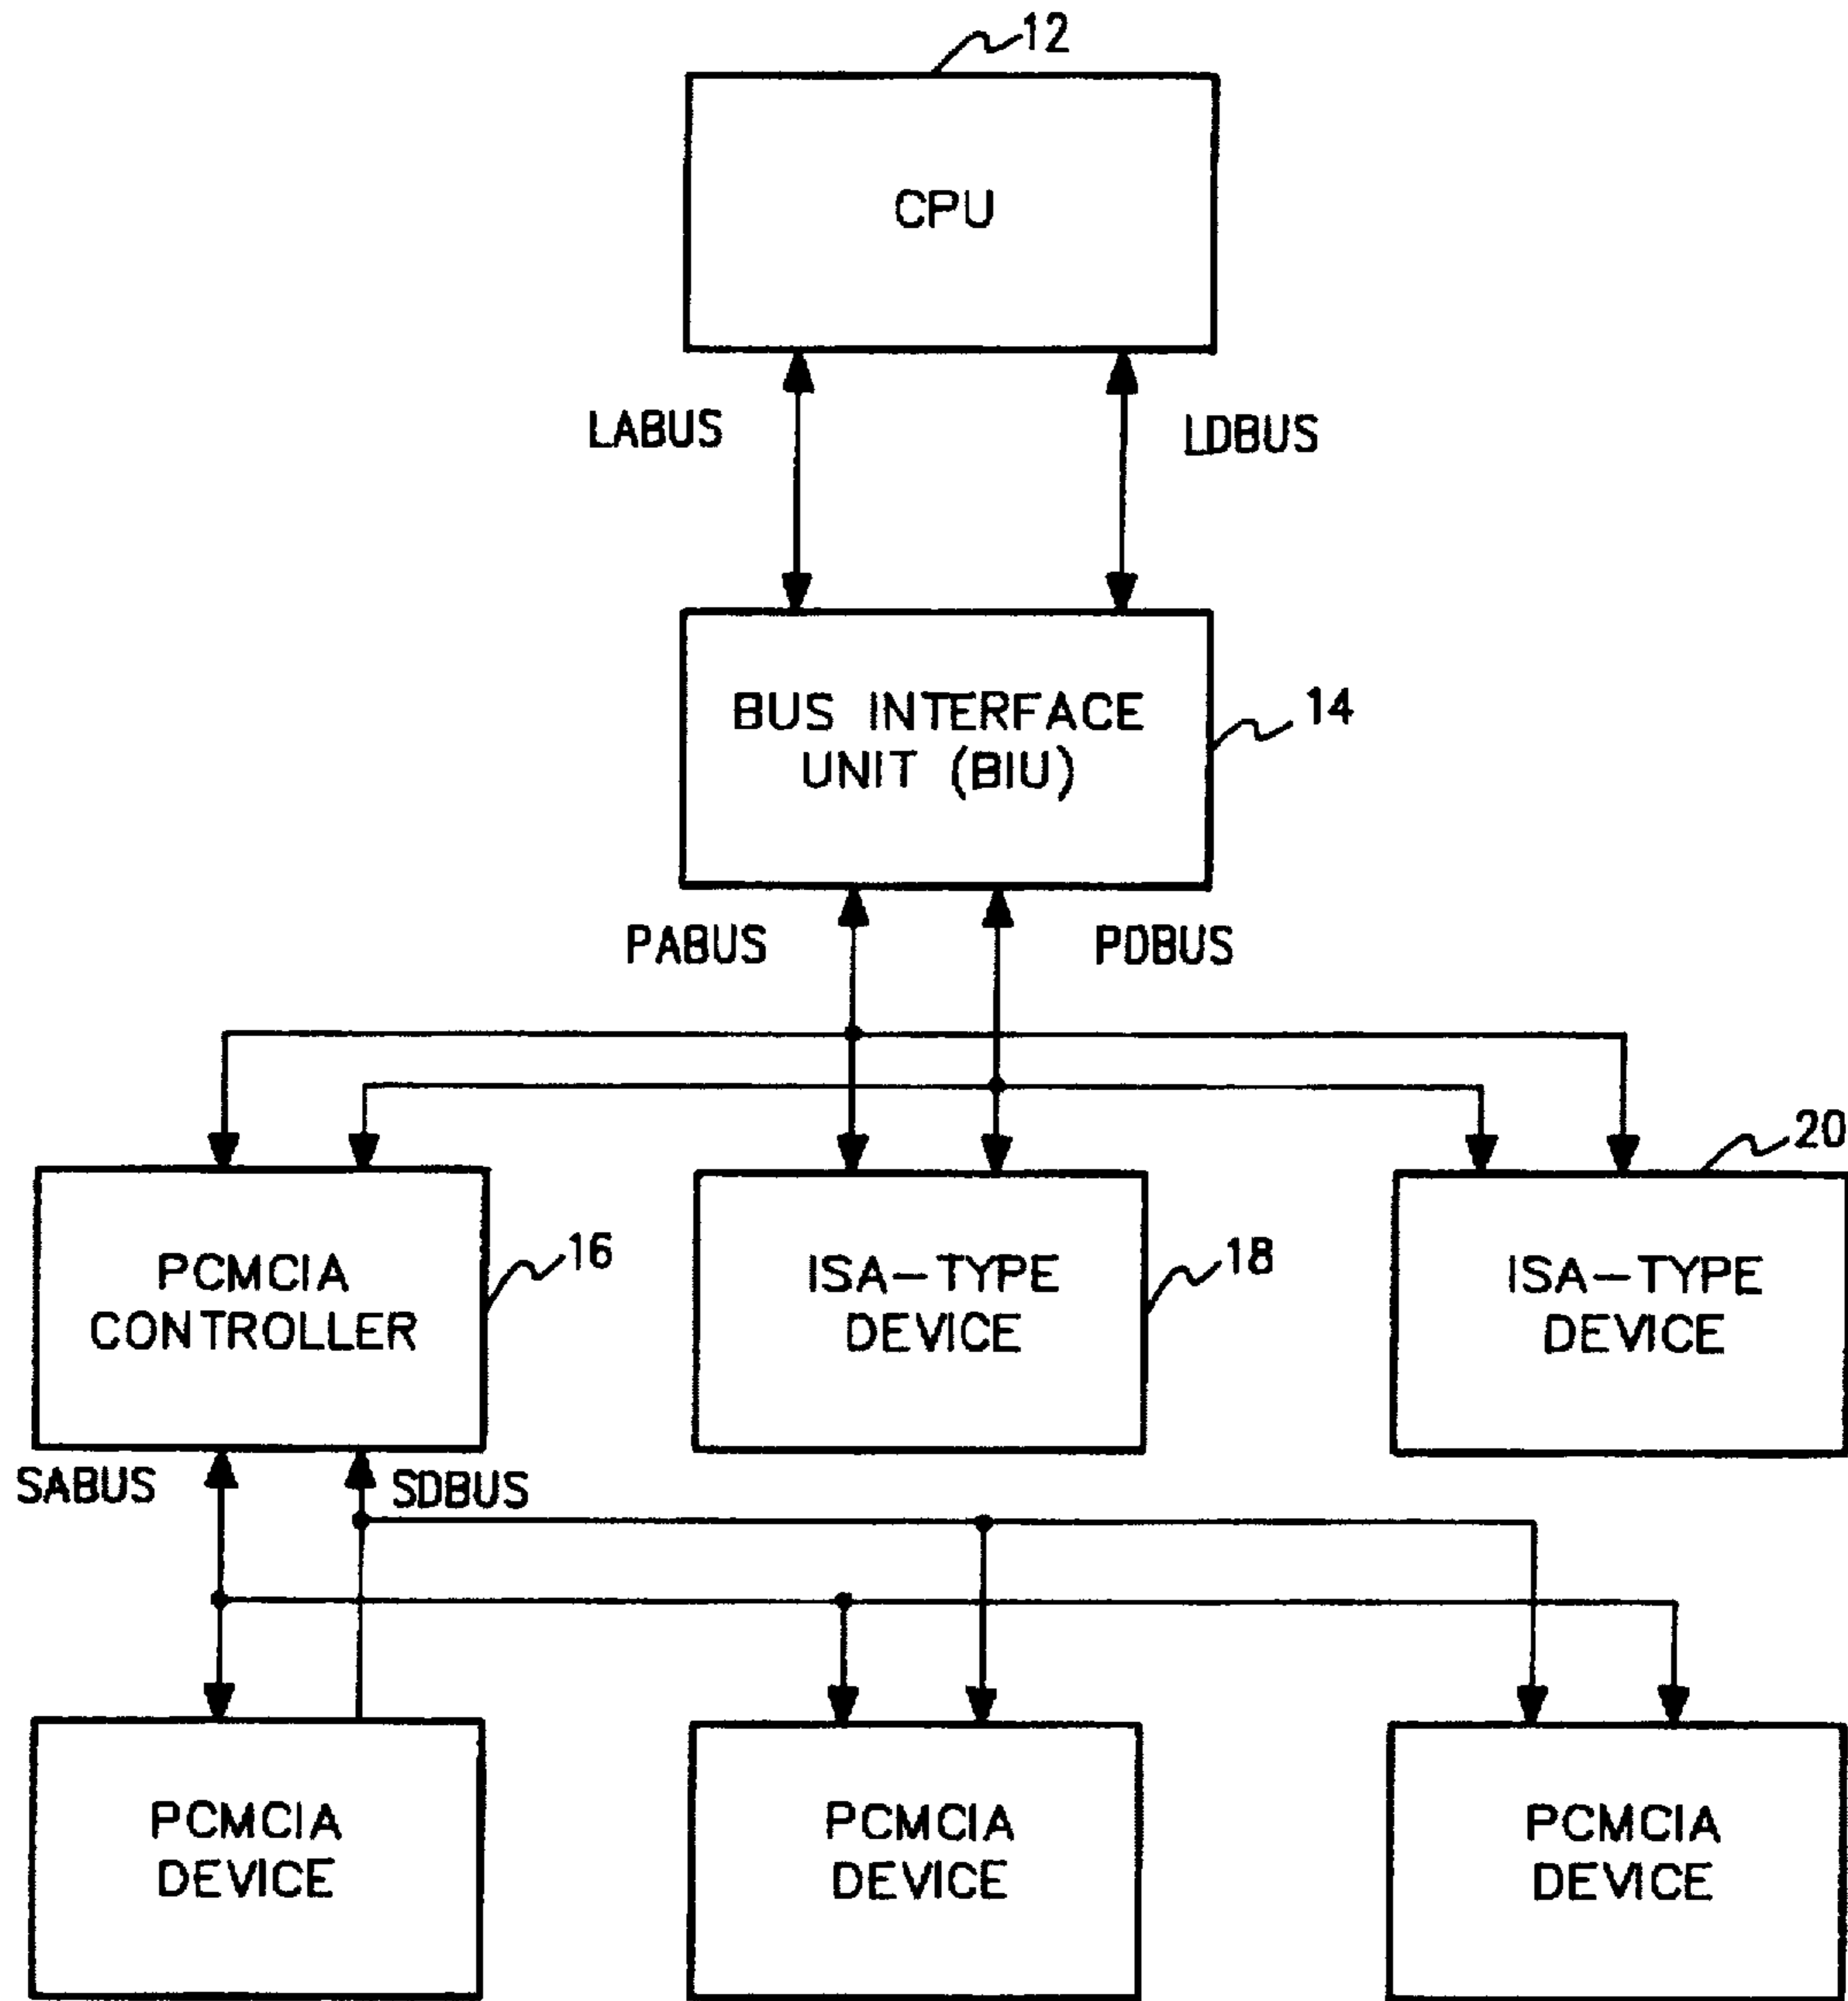 12
CPU
LABUS
LDBUS
BUS INTERFACE
UNIT (BIU)
14
PABUS
PDBUS
20
PCMCIA
CONTROLLER
16
ISA-TYPE
DEVICE
18
ISA-TYPE
DEVICE
SABUS
SDBUS
PCMCIA
DEVICE
PCMCIA
DEVICE
PCMCIA
DEVICE